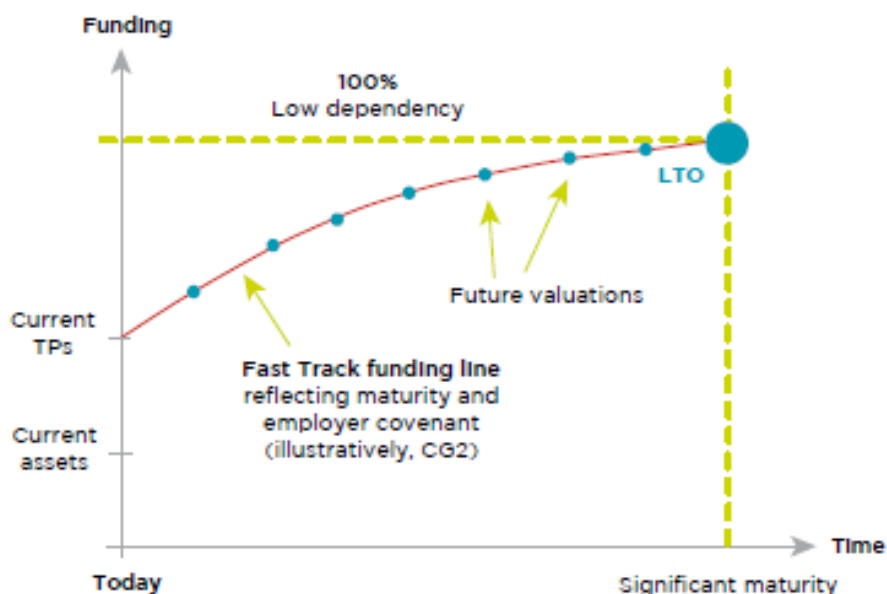 Funding
100%
Low dependency
LTO
Future valuations
Current
TPs
Fast Track funding line
reflecting maturity and
employer covenant
(illustratively, CG2)
Current
assets
Time
Today
Significant maturity